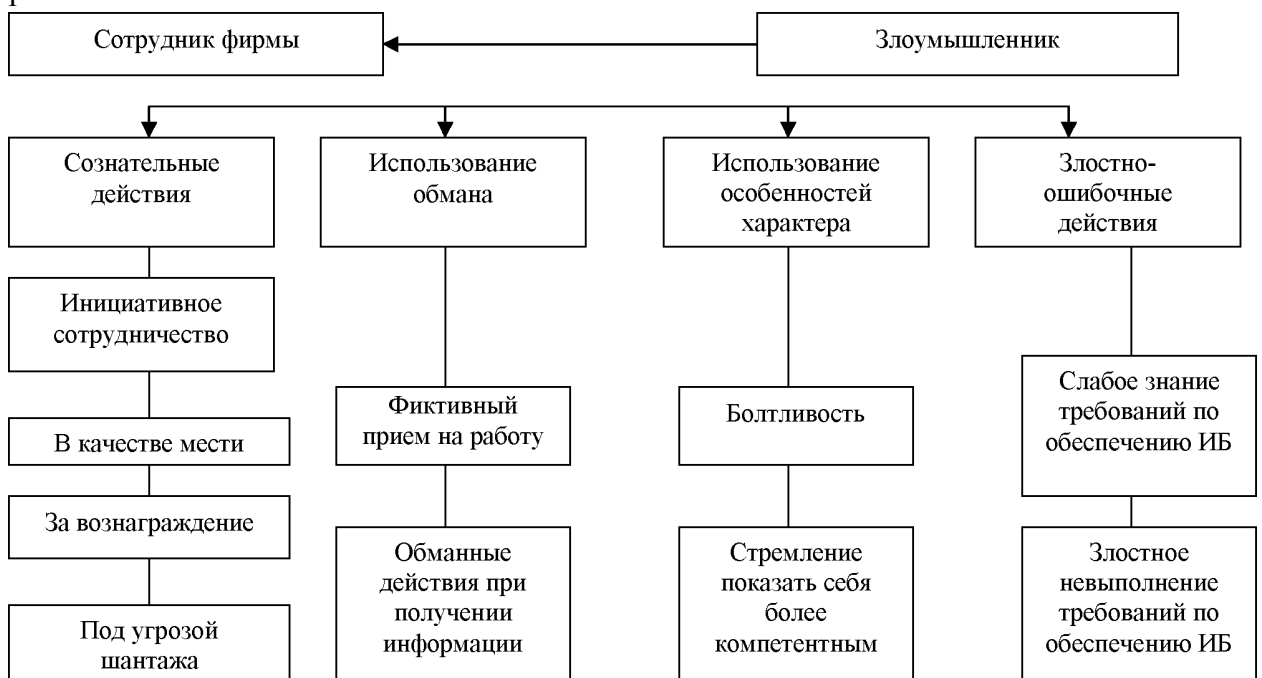 Сотрудник фирмы
Злоумышленник
Сознательные
действия
Использование
обмана
Использование
особенностей
характера
Злостно-
ошибочные
действия
Инициативное
сотрудничество
В качестве мести
За вознаграждение
Под угрозой
шантажа
Фиктивный
прием на работу
Обманные
действия при
получении
информации
Болтливость
Стремление
показать себя
более
компетентным
Слабое знание
требований по
обеспечению ИБ
Злостное
невыполнение
требований по
обеспечению ИБ